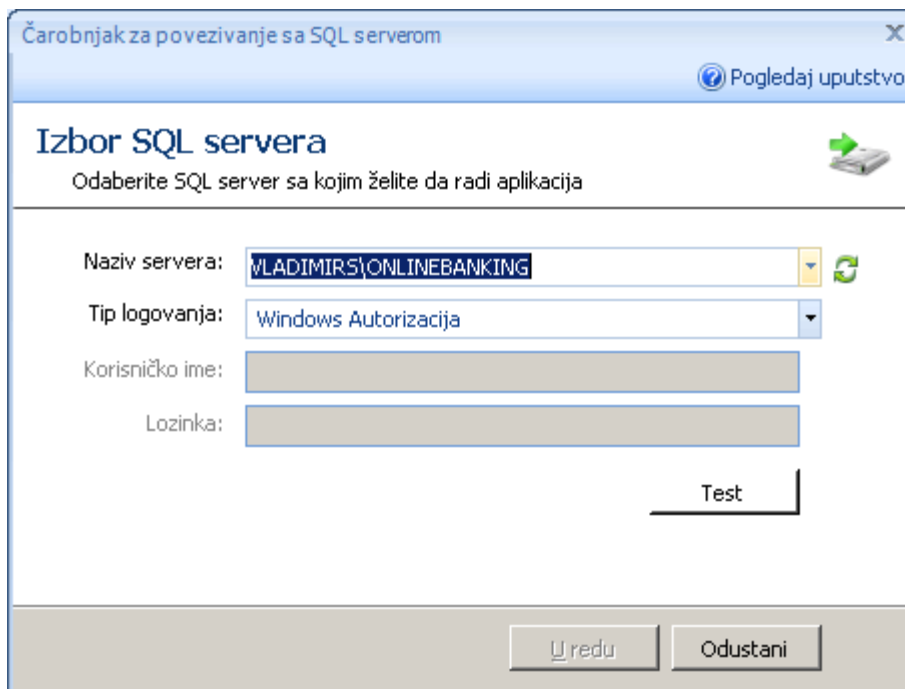 Čarobnjak za povezivanje sa SQL serverom
Pogledaj uputstvo
Izbor SQL servera
Odaberite SQL server sa kojim želite da radi aplikacija
Naziv servera: VLADIMIRS\ONLINEBANKING
Tip logovanja: Windows Autorizacija
Korisničko ime:
Lozinka:
Test
U redu Odustani